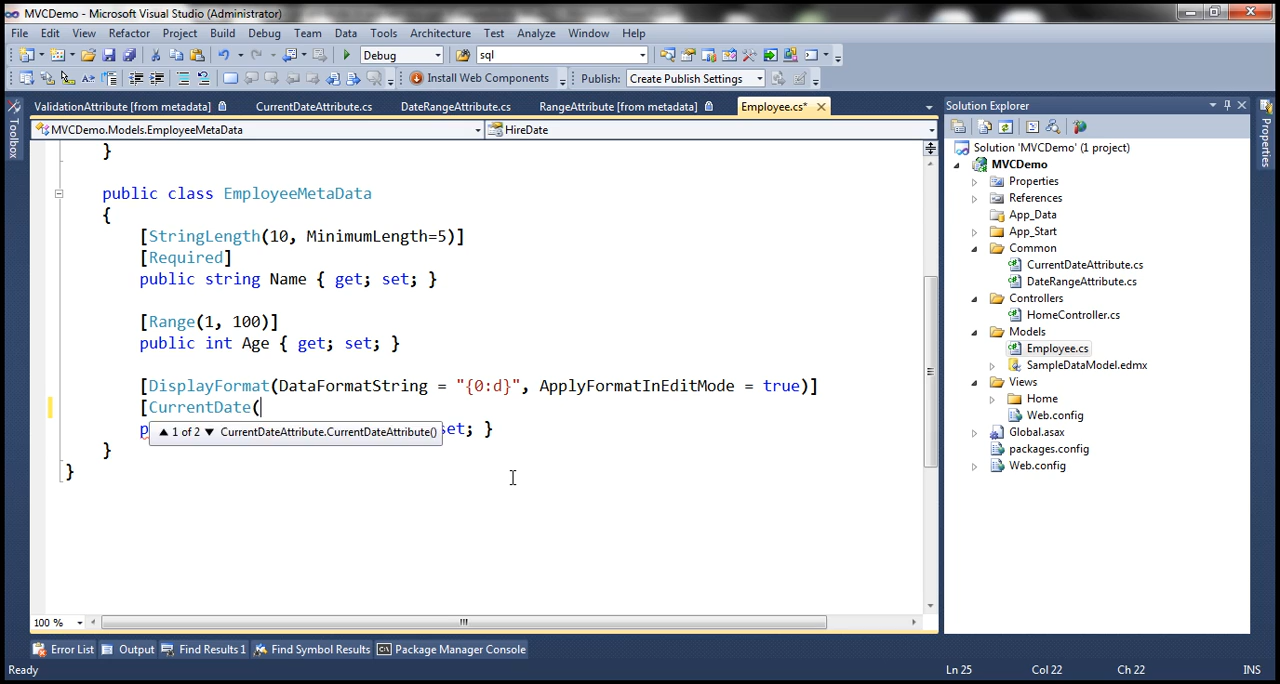 MVCDemo - Microsoft Visual Studio (Administrator)
File Edit View Refactor Project Build Debug Team Data Tools Architecture Test Analyze Window Help
Debug sql
Install Web Components Publish: Create Publish Settings
ValidationAttribute [from metadata] CurrentDateAttribute.cs DateRangeAttribute.cs RangeAttribute [from metadata] Employee.cs*
MVCDemo.Models.EmployeeMetaData HireDate
}
public class EmployeeMetaData
{
[StringLength(10, MinimumLength=5)]
[Required]
public string Name { get; set; }
[Range(1, 100)]
public int Age { get; set; }
[DisplayFormat(DataFormatString = "{0:d}", ApplyFormatInEditMode = true)]
[CurrentDate(
p set; }
1 of 2 CurrentDateAttribute.CurrentDateAttribute()
}
}
100 %
Toolbox
Solution Explorer
Solution 'MVCDemo' (1 project)
MVCDemo
Properties
References
App_Data
App_Start
Common
CurrentDateAttribute.cs
DateRangeAttribute.cs
Controllers
HomeController.cs
Models
Employee.cs
SampleDataModel.edmx
Views
Home
Web.config
Global.asax
packages.config
Web.config
Properties
Error List Output Find Results 1 Find Symbol Results Package Manager Console
Ready Ln 25 Col 22 Ch 22 INS